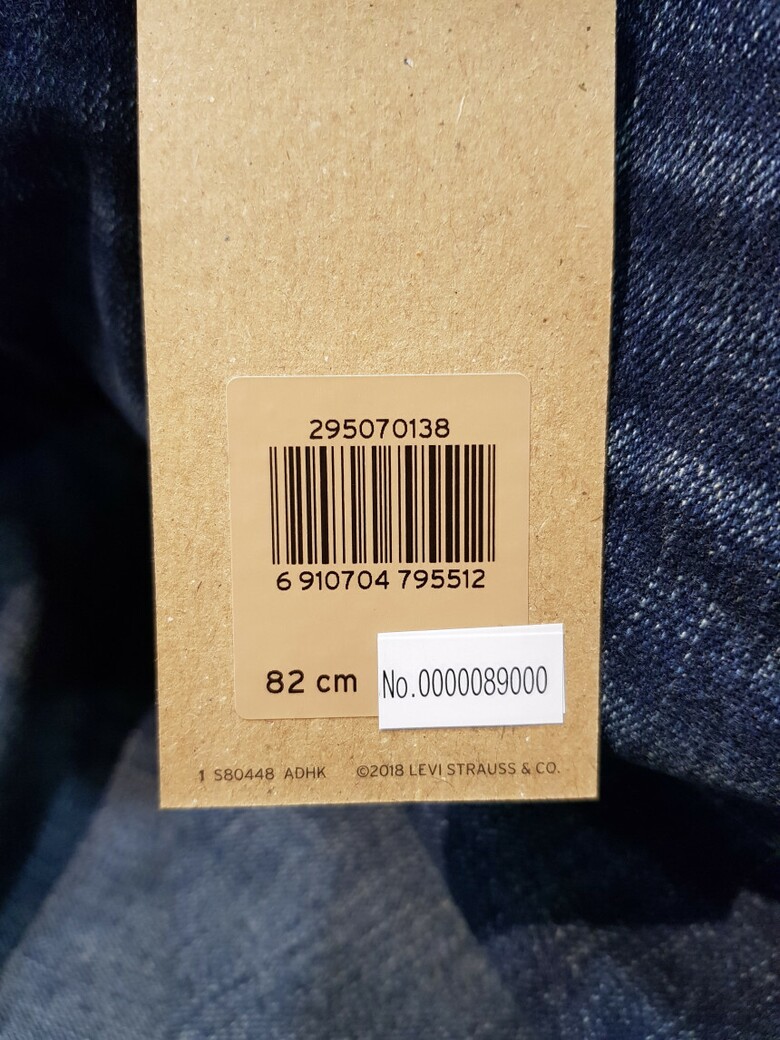 295070138
6 910704 795512
82 cm
No.0000089000
1 S80448 ADHK ©2018 LEVI STRAUSS & CO.